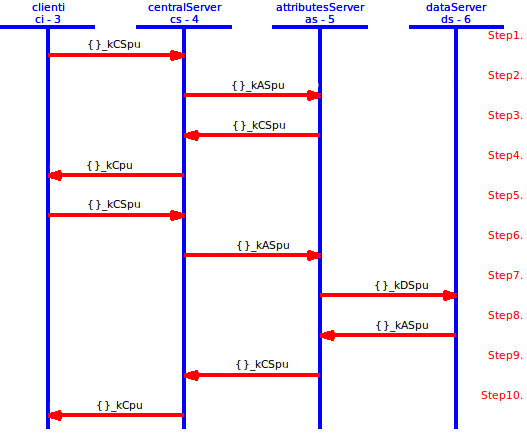 clienti centralServer attributesServer dataServer
ci - 3 cs - 4 as - 5 ds - 6
Step1.
{}_kCSpu
Step2.
{}_kASpu
Step3.
{}_kCSpu
Step4.
{}_kCpu
Step5.
{}_kCSpu
Step6.
{}_kASpu
Step7.
{}_kDSpu
Step8.
{}_kASpu
Step9.
{}_kCSpu
Step10.
{}_kCpu